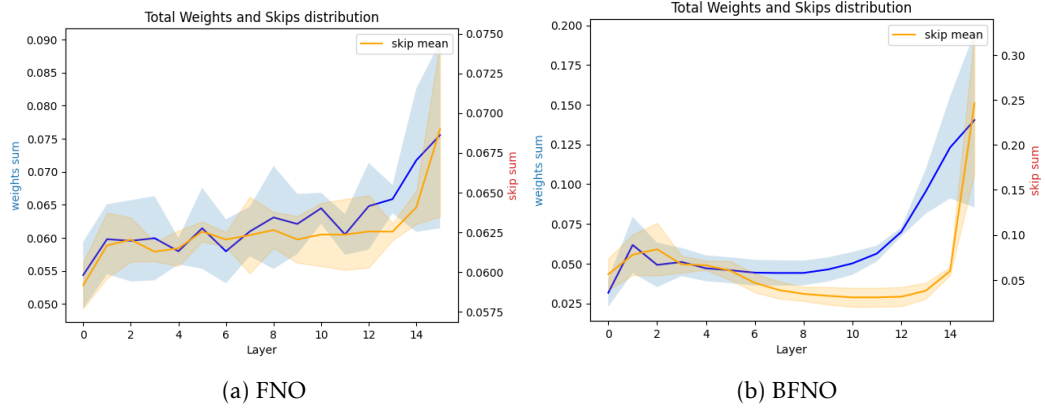 Total Weights and Skips distribution
skip mean
0.090
0.085
0.080
0.075
0.070
0.065
0.060
0.055
0.050
weights sum
0.0750
0.0725
0.0700
0.0675
0.0650
0.0625
0.0600
0.0575
skip sum
0 2 4 6 8 10 12 14
Layer
(a) FNO
Total Weights and Skips distribution
skip mean
0.200
0.175
0.150
0.125
0.100
0.075
0.050
0.025
weights sum
0.30
0.25
0.20
0.15
0.10
0.05
skip sum
0 2 4 6 8 10 12 14
Layer
(b) BFNO